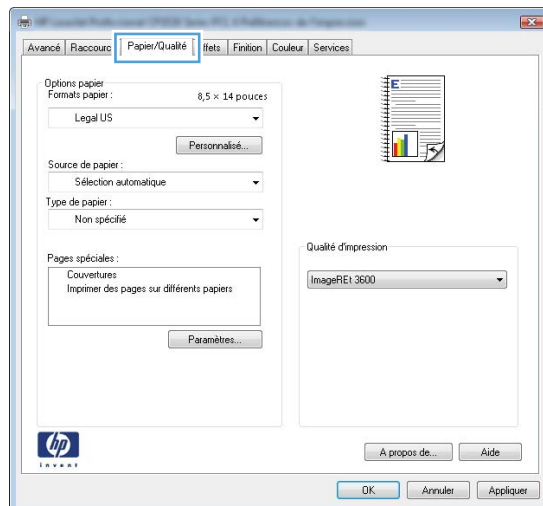 Avancé Raccourc Papier/Qualité ffets Finition Couleur Services
Options papier
Formats papier : 8,5 × 14 pouces
Legal US
Personnalisé...
Source de papier :
Sélection automatique
Type de papier :
Non spécifié
Pages spéciales :
Couvertures
Imprimer des pages sur différents papiers
Paramètres...
E
Qualité d'impression
ImageREt 3600
hp
invent
A propos de... Aide
OK Annuler Appliquer